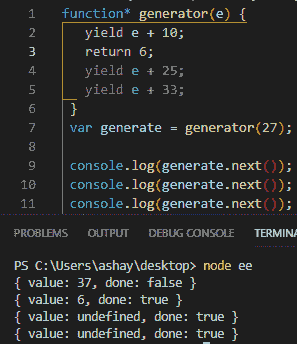 1 function* generator(e) {
2 yield e + 10;
3 return 6;
4 yield e + 25;
5 yield e + 33;
6 }
7 var generate = generator(27);
8
9 console.log(generate.next());
10 console.log(generate.next());
11 console.log(generate.next());
PROBLEMS OUTPUT DEBUG CONSOLE TERMINA
PS C:\Users\ashay\desktop> node ee
{ value: 37, done: false }
{ value: 6, done: true }
{ value: undefined, done: true }
{ value: undefined, done: true }